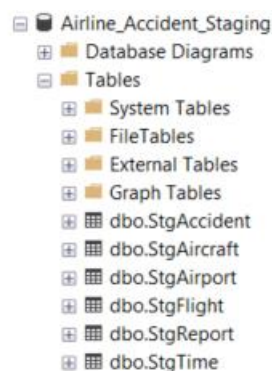 Airline_Accident_Staging
Database Diagrams
Tables
System Tables
FileTables
External Tables
Graph Tables
dbo.StgAccident
dbo.StgAircraft
dbo.StgAirport
dbo.StgFlight
dbo.StgReport
dbo.StgTime